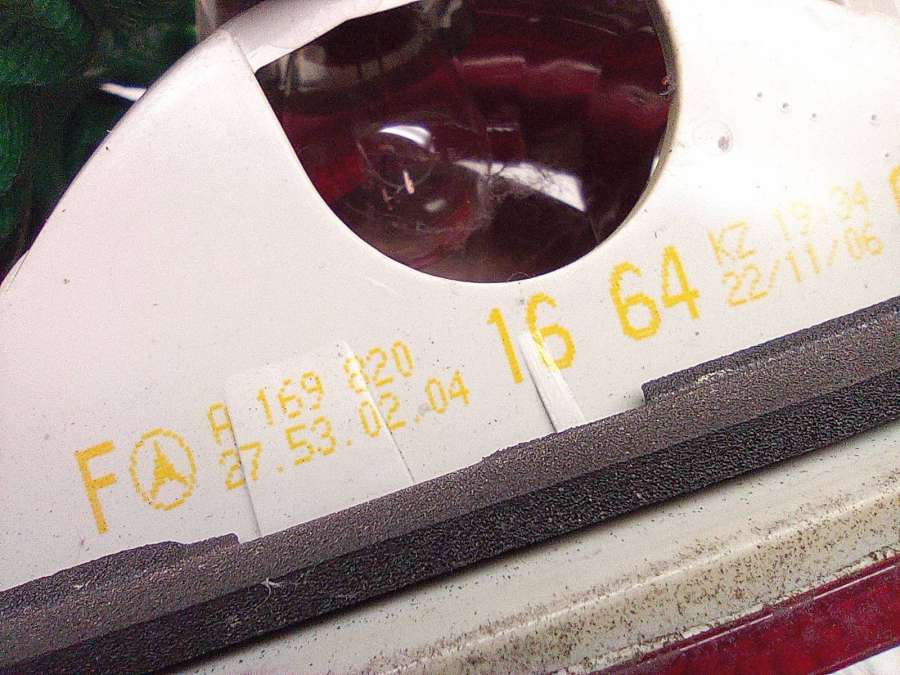 F
A 169 820
27.53.02.04
16 64
KZ 19.34
22/11/06